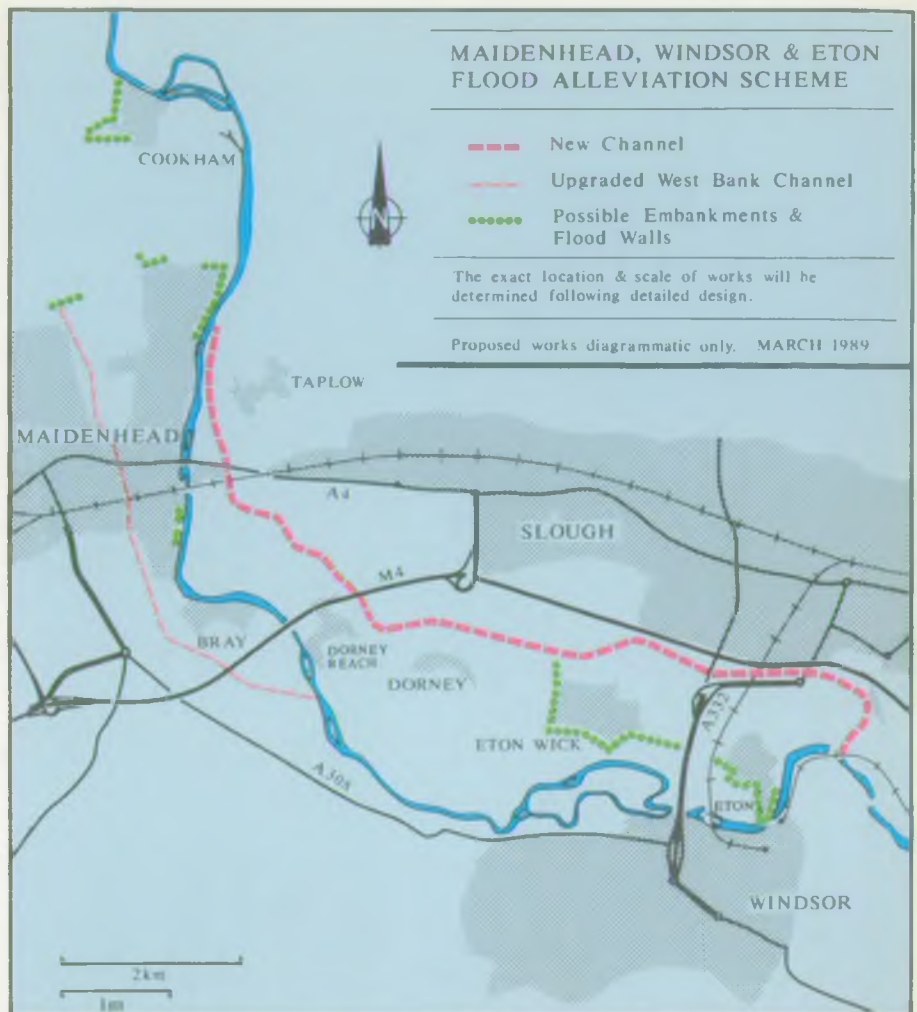 MAIDENHEAD, WINDSOR & ETON
FLOOD ALLEVIATION SCHEME
New Channel
Upgraded West Bank Channel
Possible Embankments &
Flood Walls
The exact location & scale of works will be
determined following detailed design.
Proposed works diagrammatic only. MARCH 1989
COOKHAM
N
TAPLOW
MAIDENHEAD
A4
SLOUGH
M4
BRAY
DORNEY
REACH
DORNEY
ETON WICK
A332
A308
ETON
WINDSOR
2km
1m